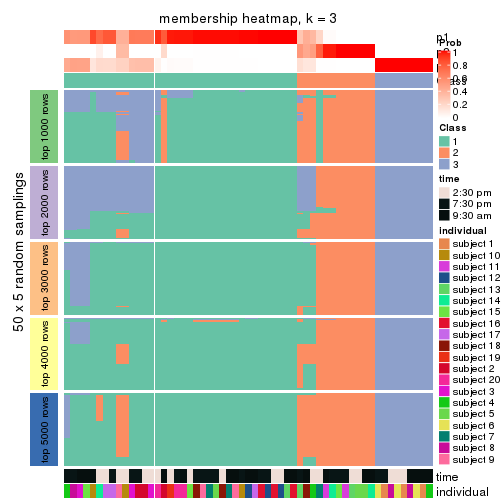 membership heatmap, k = 3
50 x 5 random samplings
top 1000 rows
top 2000 rows
top 3000 rows
top 4000 rows
top 5000 rows
p1
time
individual
Prob
1
0.8
0.6
0.4
0.2
0
Class
1
2
3
time
2:30 pm
7:30 pm
9:30 am
individual
subject 1
subject 10
subject 11
subject 12
subject 13
subject 14
subject 15
subject 16
subject 17
subject 18
subject 19
subject 2
subject 20
subject 3
subject 4
subject 5
subject 6
subject 7
subject 8
subject 9